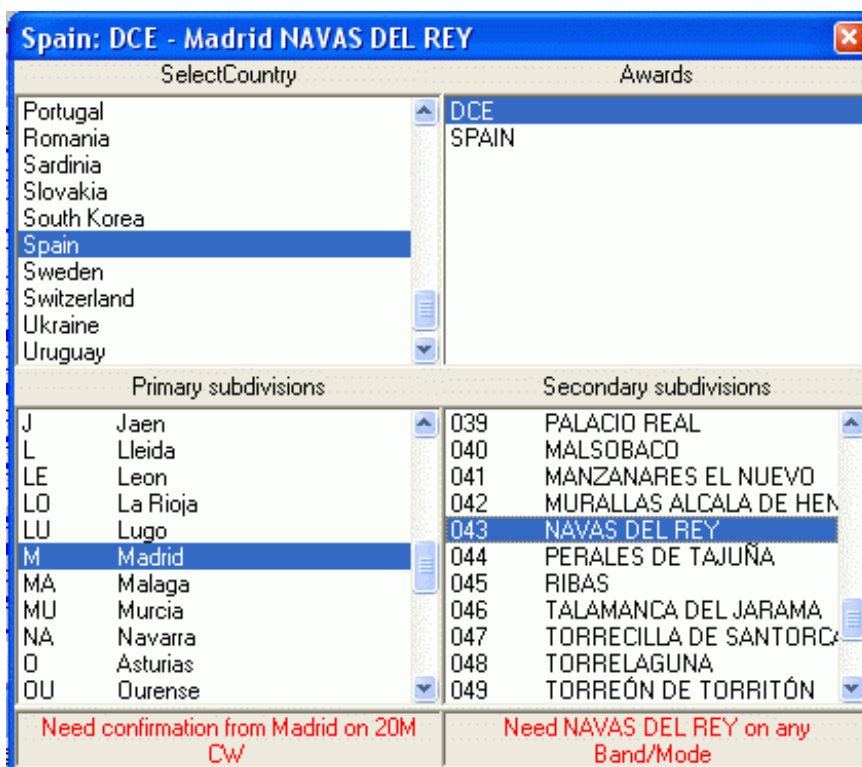 Spain: DCE - Madrid NAVAS DEL REY
SelectCountry
Portugal
Romania
Sardinia
Slovakia
South Korea
Spain
Sweden
Switzerland
Ukraine
Uruguay
Awards
DCE
SPAIN
Primary subdivisions
J Jaen
L Lleida
LE Leon
LO La Rioja
LU Lugo
M Madrid
MA Malaga
MU Murcia
NA Navarra
O Asturias
OU Ourense
Secondary subdivisions
039 PALACIO REAL
040 MALSOBACO
041 MANZANARES EL NUEVO
042 MURALLAS ALCALA DE HEN
043 NAVAS DEL REY
044 PERALES DE TAJUÑA
045 RIBAS
046 TALAMANCA DEL JARAMA
047 TORRECILLA DE SANTORCA
048 TORRELAGUNA
049 TORREÓN DE TORRITÓN
Need confirmation from Madrid on 20M
CW
Need NAVAS DEL REY on any
Band/Mode